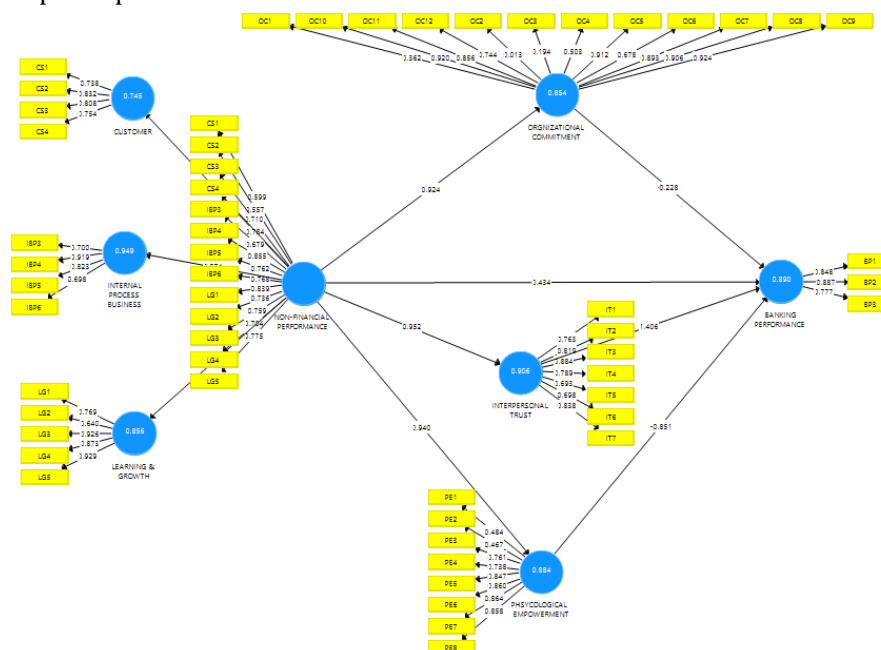 OC1 OC10 OC11 OC12 OC2 OC3 OC4 OC5 OC6 OC7 OC8 OC9
0.362 0.920 0.856 0.744 0.013 0.194 0.503 0.912 0.678 0.893 0.906 0.924
0.854
ORGNIZATIONAL
COMMITMENT
CS1
CS2
CS3
CS4
0.738
0.832
0.808
0.754
0.745
CUSTOMER
IBP3
IBP4
IBP5
IBP6
0.700
0.919
0.823
0.698
0.949
INTERNAL
PROCESS
BUSINESS
LG1
LG2
LG3
LG4
LG5
0.769
0.640
0.926
0.873
0.929
0.856
LEARNING &
GROWTH
CS1
CS2
CS3
CS4
IBP3
IBP4
IBP5
IBP6
LG1
LG2
LG3
LG4
LG5
0.599
0.557
0.710
0.679
0.855
0.762
0.839
0.736
0.759
0.775
NON-FINANCIAL
PERFORMANCE
0.924
-0.228
0.434
0.952
1.406
0.940
-0.851
0.890
BANKING
PERFORMANCE
0.848
0.887
0.777
BP1
BP2
BP3
IT1
IT2
IT3
IT4
IT5
IT6
IT7
0.763
0.819
0.884
0.789
0.693
0.698
0.838
0.906
INTERPERSONAL
TRUST
PE1
PE2
PE3
PE4
PE5
PE6
PE7
PE8
0.484
0.467
0.761
0.738
0.847
0.860
0.864
0.858
0.884
PHSYCOLOGICAL
EMPOWERMENT